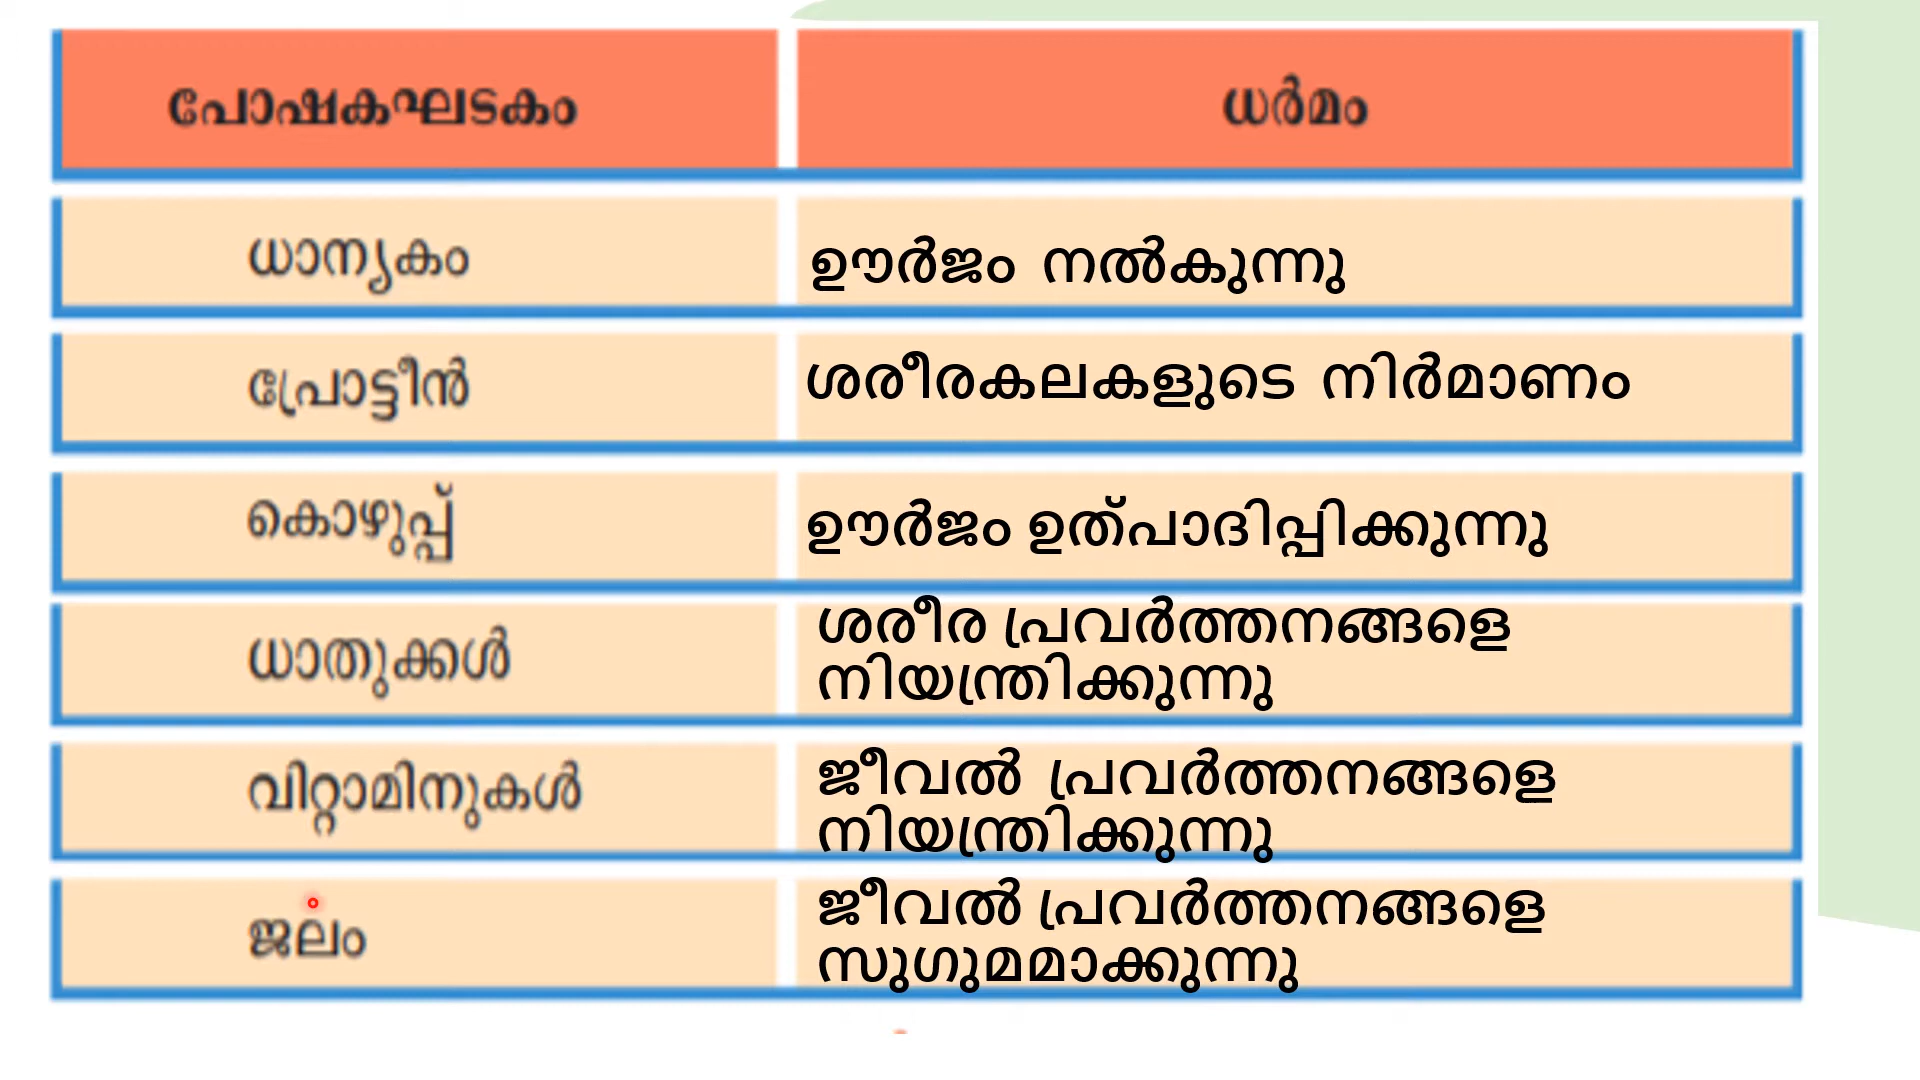 പോഷകഘടകം ധർമം
ധാന്യകം ഊർജം നൽകുന്നു
പ്രോട്ടീൻ ശരീരകലകളുടെ നിർമാണം
കൊഴുപ്പ് ഊർജം ഉത്പാദിപ്പിക്കുന്നു
ധാതുക്കൾ ശരീര പ്രവർത്തനങ്ങളെ
നിയന്ത്രിക്കുന്നു
വിറ്റാമിനുകൾ ജീവൽ പ്രവർത്തനങ്ങളെ
നിയന്ത്രിക്കുന്നു
ജലം ജീവൽ പ്രവർത്തനങ്ങളെ
സുഗുമമാക്കുന്നു